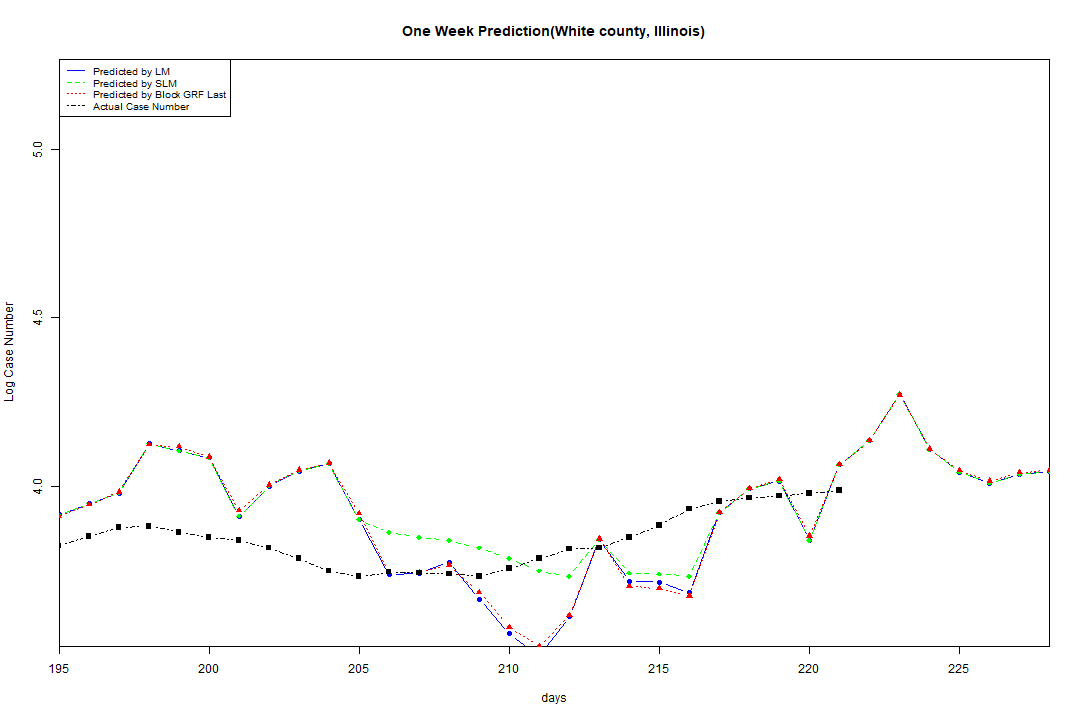 One Week Prediction(White county, Illinois)
Predicted by LM
Predicted by SLM
Predicted by Block GRF Last
Actual Case Number
5.0
4.5
4.0
Log Case Number
195 200 205 210 215 220 225
days